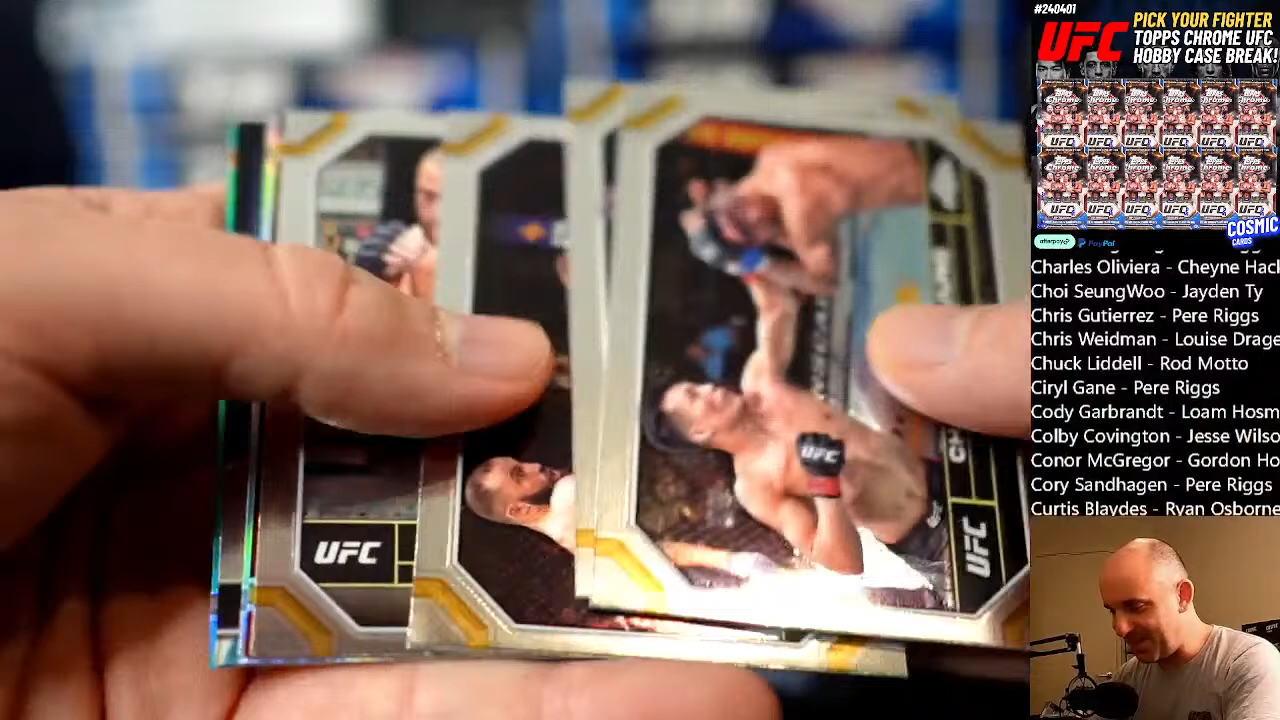 #240401
UFC
PICK YOUR FIGHTER
TOPPS CHROME UFC
HOBBY CASE BREAK!
COSMIC
CARDS
afterpay
PayPal
Charles Oliviera - Cheyne Hacl
Choi SeungWoo - Jayden Ty
Chris Gutierrez - Pere Riggs
Chris Weidman - Louise Drage
Chuck Liddell - Rod Motto
Ciryl Gane - Pere Riggs
Cody Garbrandt - Loam Hosm
Colby Covington - Jesse Wilso
Conor McGregor - Gordon Ho
Cory Sandhagen - Pere Riggs
Curtis Blaydes - Ryan Osborne
UFC
UFC
UFC